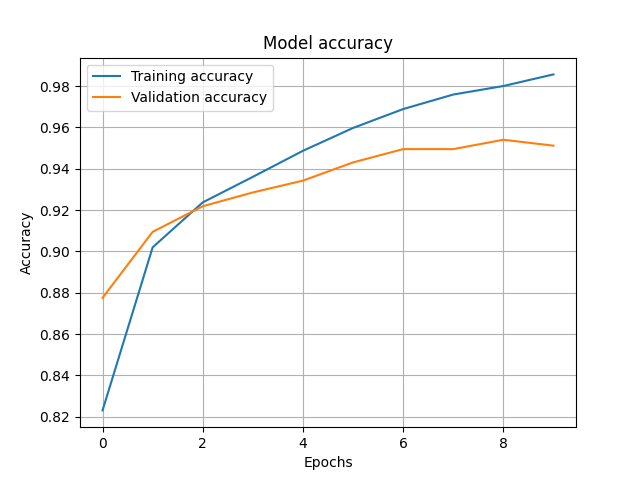 Model accuracy
Training accuracy
Validation accuracy
0.98
0.96
0.94
0.92
0.90
0.88
0.86
0.84
0.82
Accuracy
0 2 4 6 8
Epochs